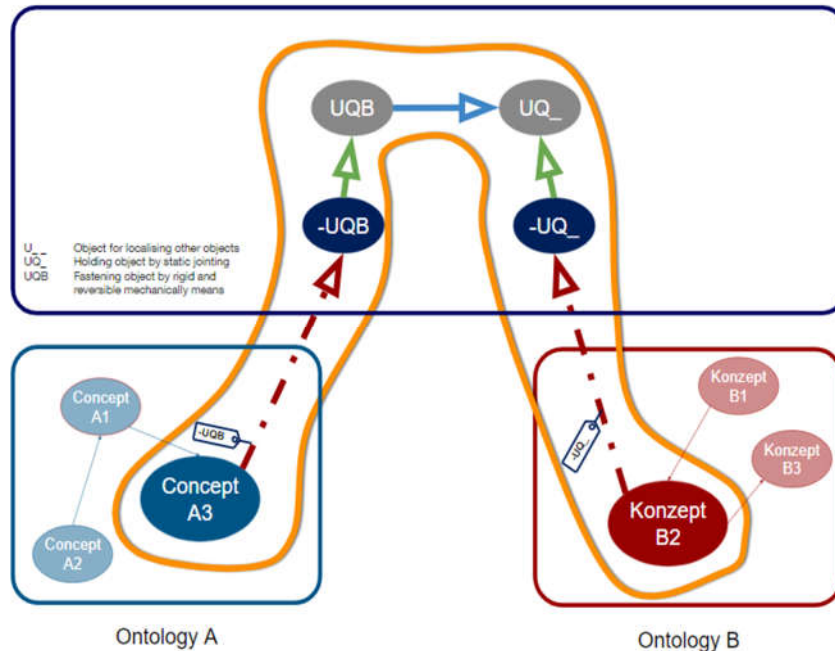 UQB
UQ_
-UQB
-UQ_
U_ _ Object for localising other objects
UQ_ Holding object by static jointing
UQB Fastening object by rigid and
reversible mechanically means
Concept
A1
-UQB
Concept
A3
Concept
A2
-UQ_
Konzept
B1
Konzept
B3
Konzept
B2
Ontology A
Ontology B